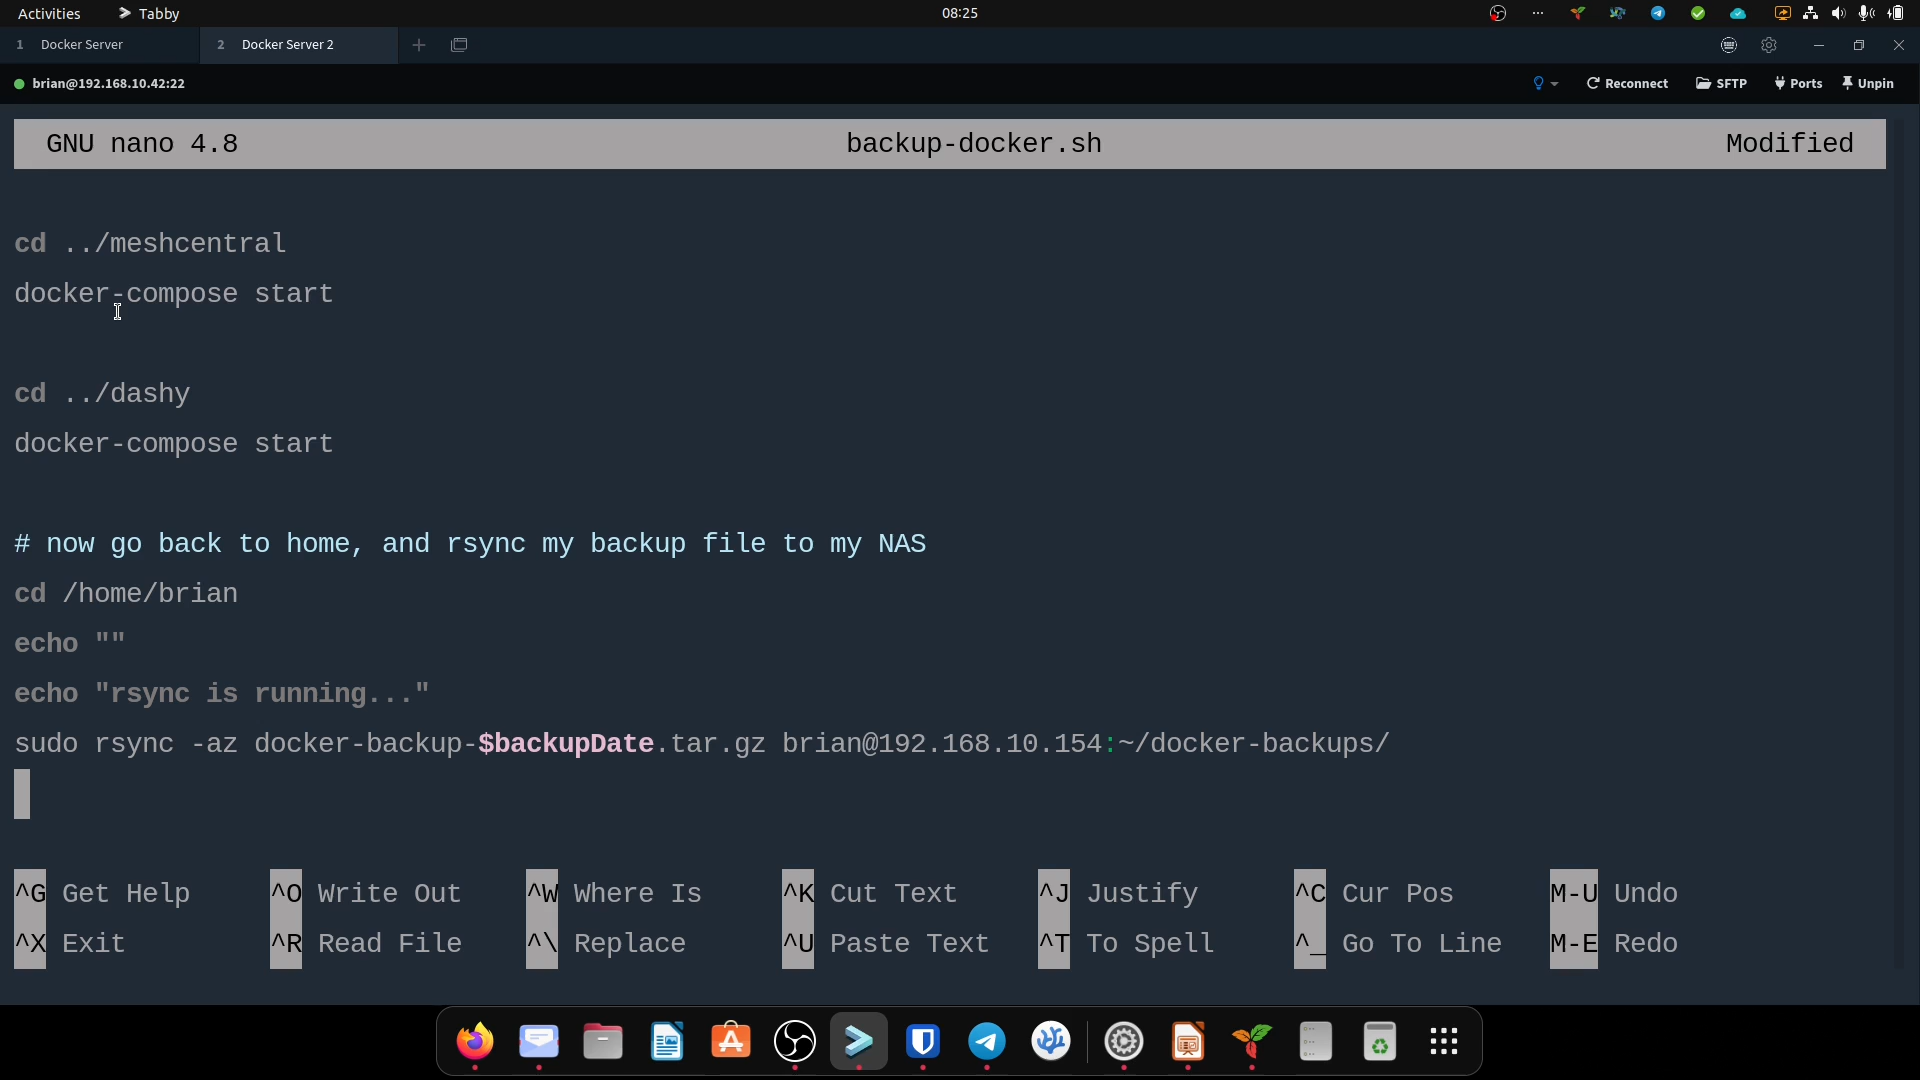 Activities Tabby 08:25
1 Docker Server 2 Docker Server 2
brian@192.168.10.42:22 Reconnect SFTP Ports Unpin
GNU nano 4.8 backup-docker.sh Modified
cd ../meshcentral
docker-compose start
cd ../dashy
docker-compose start
# now go back to home, and rsync my backup file to my NAS
cd /home/brian
echo ""
echo "rsync is running..."
sudo rsync -az docker-backup-$backupDate.tar.gz brian@192.168.10.154:~/docker-backups/
^G Get Help ^O Write Out ^W Where Is ^K Cut Text ^J Justify ^C Cur Pos M-U Undo
^X Exit ^R Read File ^\ Replace ^U Paste Text ^T To Spell ^_ Go To Line M-E Redo